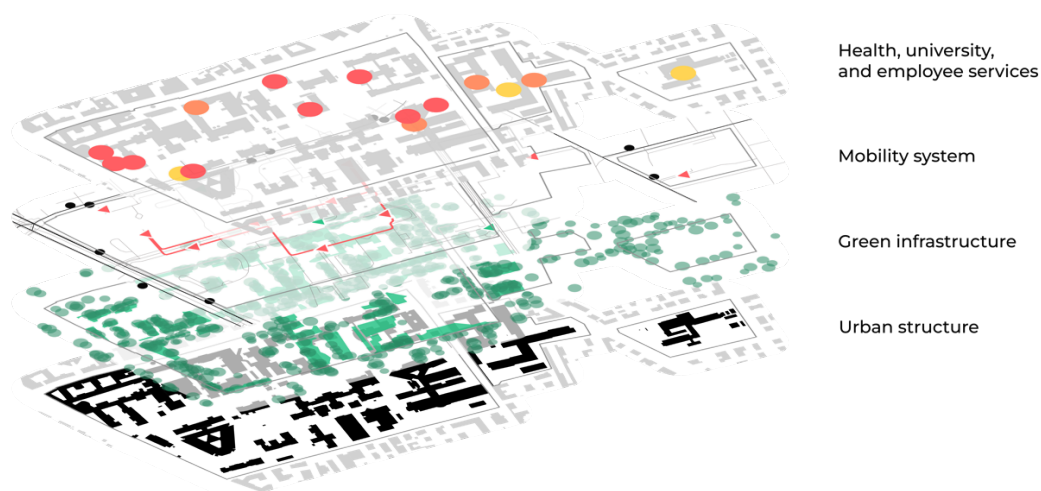 Health, university,
and employee services
Mobility system
Green infrastructure
Urban structure